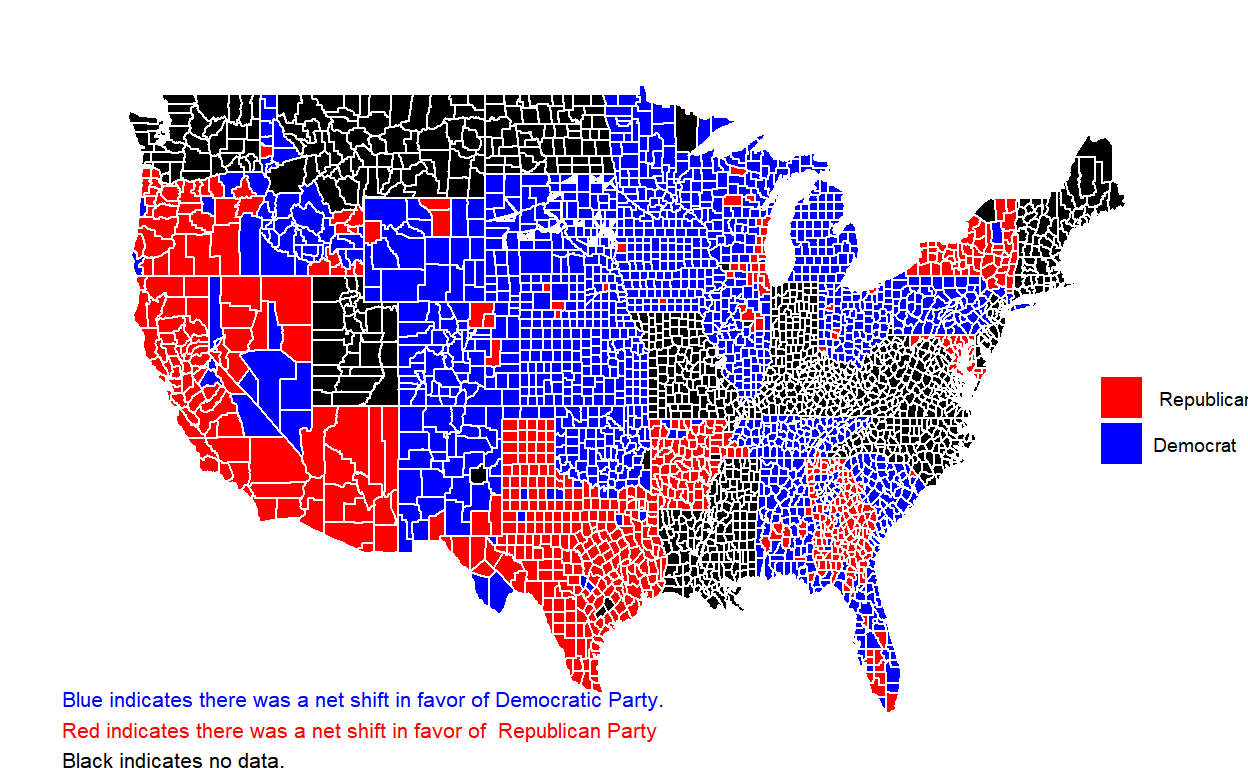 Republican
Democrat
Blue indicates there was a net shift in favor of Democratic Party.
Red indicates there was a net shift in favor of  Republican Party
Black indicates no data.